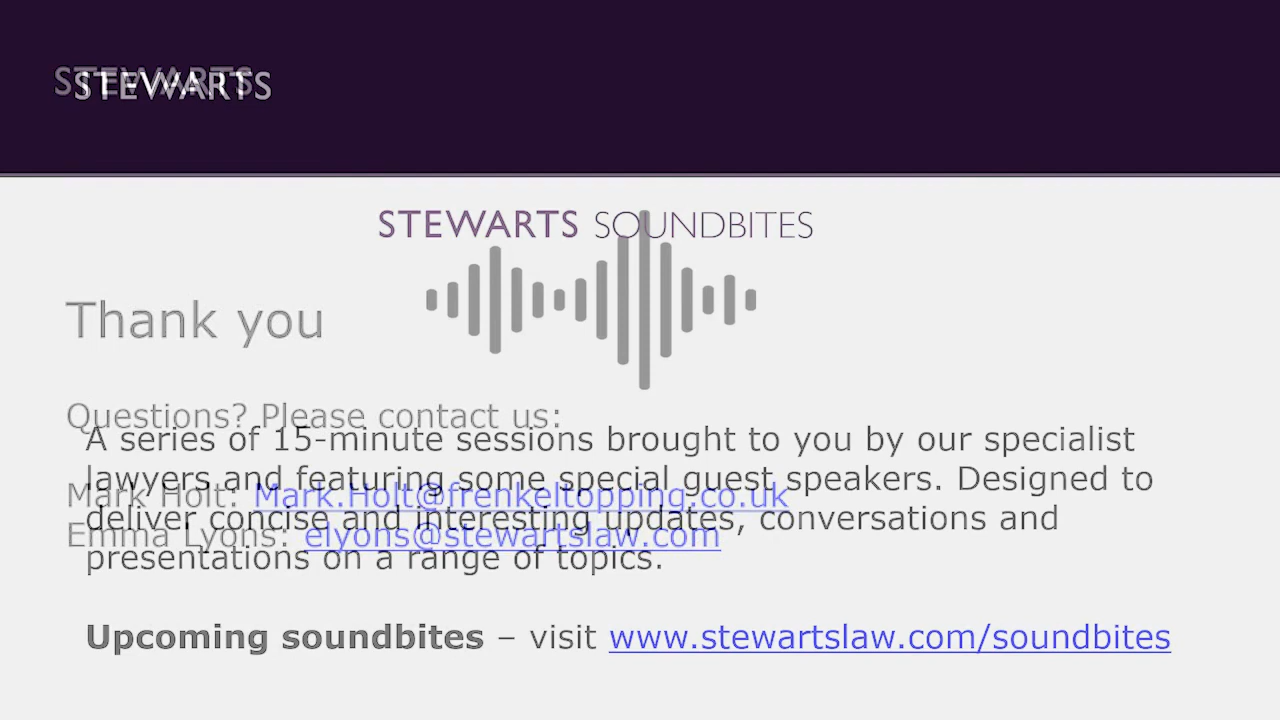 STEWARTS
STEWARTS
STEWARTS SOUNDBITES
Thank you
Questions? Please contact us:
A series of 15-minute sessions brought to you by our specialist
lawyers and featuring some special guest speakers. Designed to
Mark Holt: Mark.Holt@frenkeltopping.co.uk
deliver concise and interesting updates, conversations and
Emma Lyons: elyons@stewartslaw.com
presentations on a range of topics.
Upcoming soundbites – visit www.stewartslaw.com/soundbites